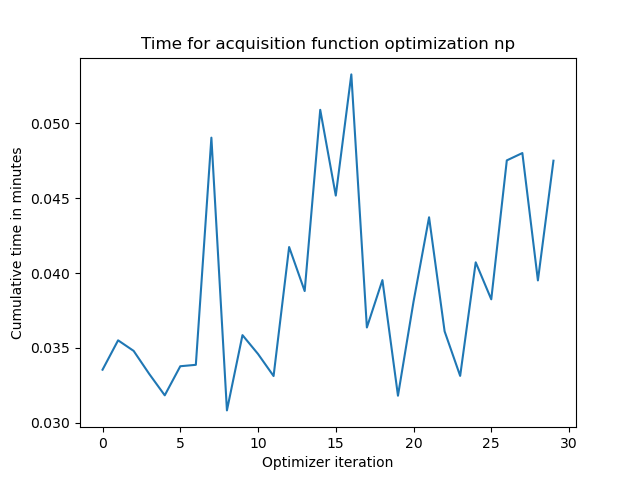 Time for acquisition function optimization np
Cumulative time in minutes
0.050
0.045
0.040
0.035
0.030
0 5 10 15 20 25 30
Optimizer iteration